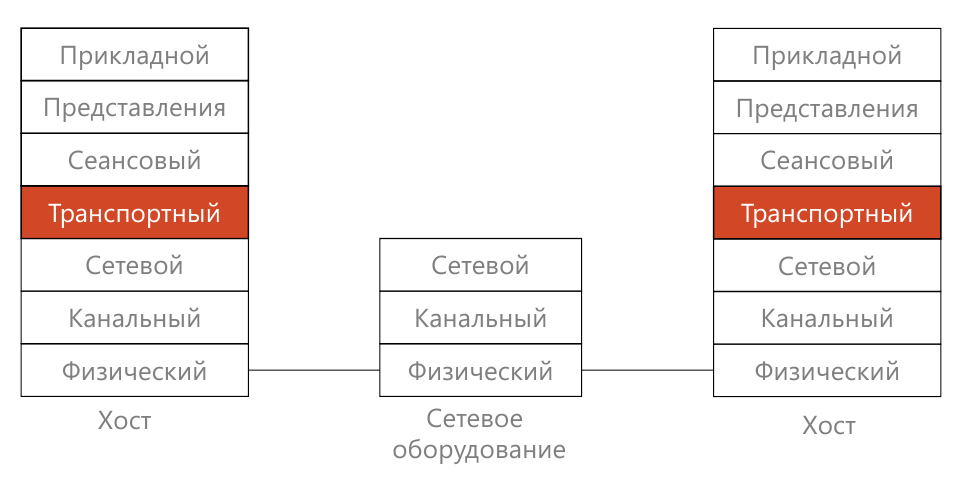 Прикладной
Представления
Сеансовый
Транспортный
Сетевой
Канальный
Физический
Хост
Сетевой
Канальный
Физический
Сетевое
оборудование
Прикладной
Представления
Сеансовый
Транспортный
Сетевой
Канальный
Физический
Хост